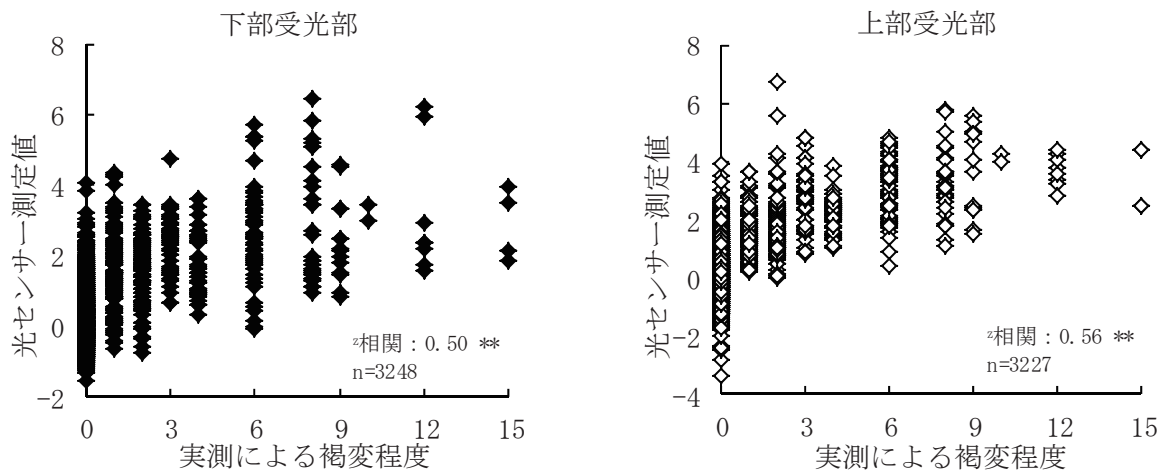 下部受光部
8
6
4
2
0
−2
光センサー測定値
z相関：0.50 **
n=3248
0 3 6 9 12 15
実測による褐変程度
上部受光部
8
6
4
2
0
−2
−4
光センサー測定値
z相関：0.56 **
n=3227
0 3 6 9 12 15
実測による褐変程度